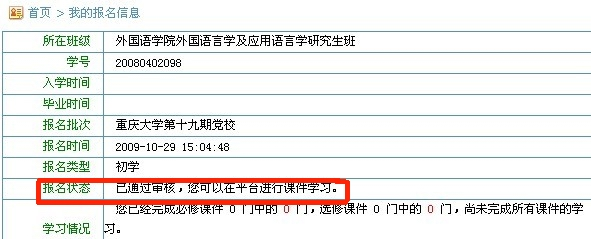 首页 > 我的报名信息
所在班级 外国语学院外国语言学及应用语言学研究生班
学号 20080402098
入学时间
毕业时间
报名批次 重庆大学第十九期党校
报名时间 2009-10-29 15:04:48
报名类型 初学
报名状态 已通过审核，您可以在平台进行课件学习。
学习情况 您已经完成必修课件 0 门中的 0 门，选修课件 0 门中的 0 门，尚未完成所有课件的学
习。